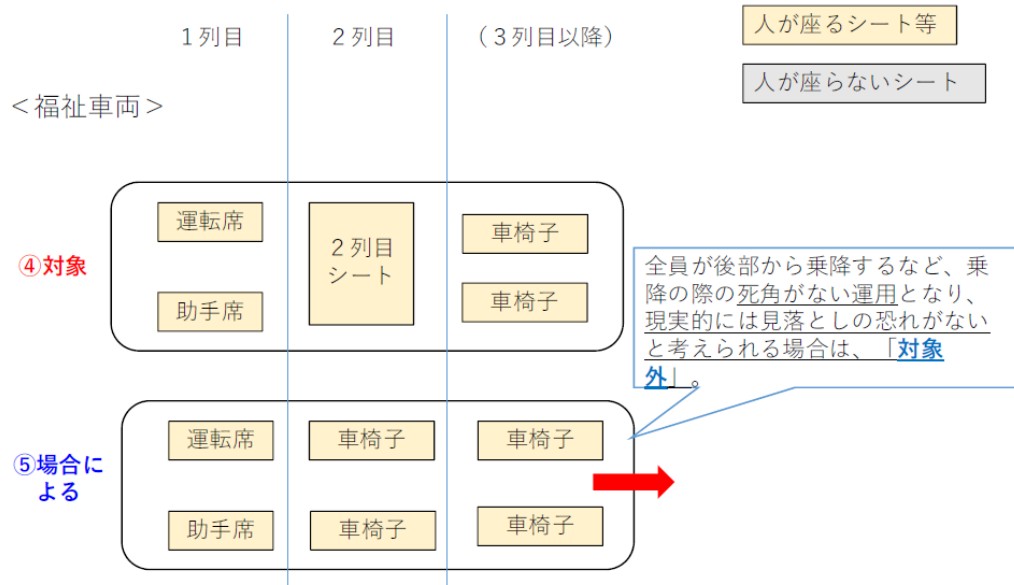 1列目
2列目
(3列目以降)
人が座るシート等
人が座らないシート
＜福祉車両＞
④対象
運転席
助手席
2列目
シート
車椅子
車椅子
全員が後部から乗降するなど、乗
降の際の死角がない運用となり、
現実的には見落としの恐れがない
と考えられる場合は、「対象
外」。
⑤場合に
よる
運転席
車椅子
車椅子
助手席
車椅子
車椅子